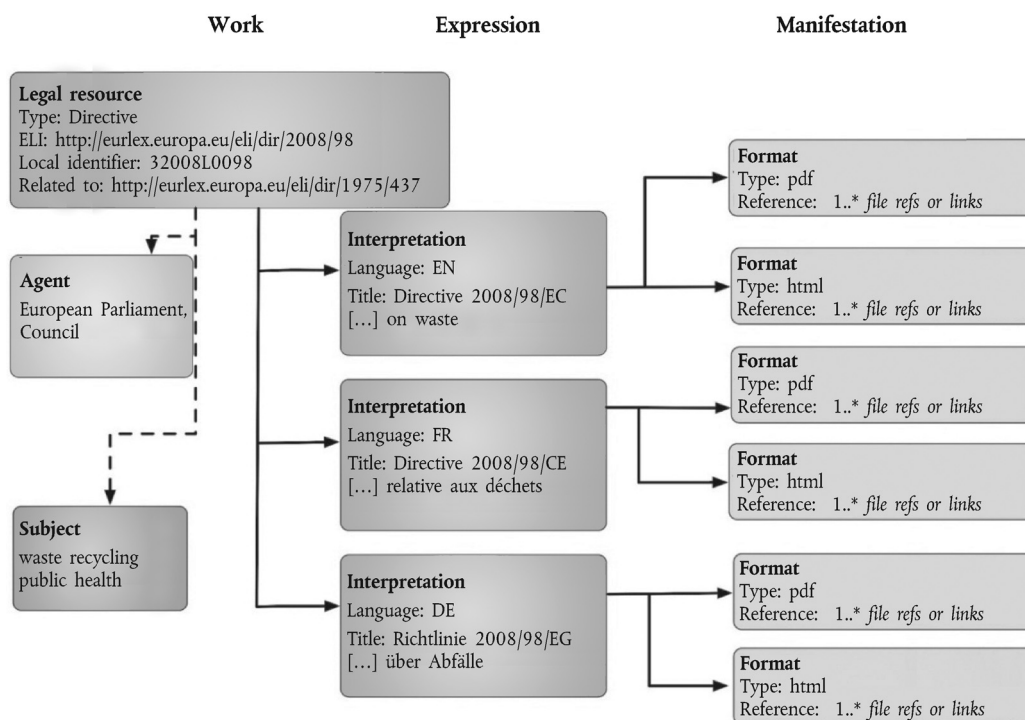 Work
Expression
Manifestation
Legal resource
Type: Directive
ELI: http://eurlex.europa.eu/eli/dir/2008/98
Local identifier: 32008L0098
Related to: http://eurlex.europa.eu/eli/dir/1975/437
Agent
European Parliament,
Council
Subject
waste recycling
public health
Interpretation
Language: EN
Title: Directive 2008/98/EC
[...] on waste
Interpretation
Language: FR
Title: Directive 2008/98/CE
[...] relative aux déchets
Interpretation
Language: DE
Title: Richtlinie 2008/98/EG
[...] über Abfälle
Format
Type: pdf
Reference: 1..* file refs or links
Format
Type: html
Reference: 1..* file refs or links
Format
Type: pdf
Reference: 1..* file refs or links
Format
Type: html
Reference: 1..* file refs or links
Format
Type: pdf
Reference: 1..* file refs or links
Format
Type: html
Reference: 1..* file refs or links